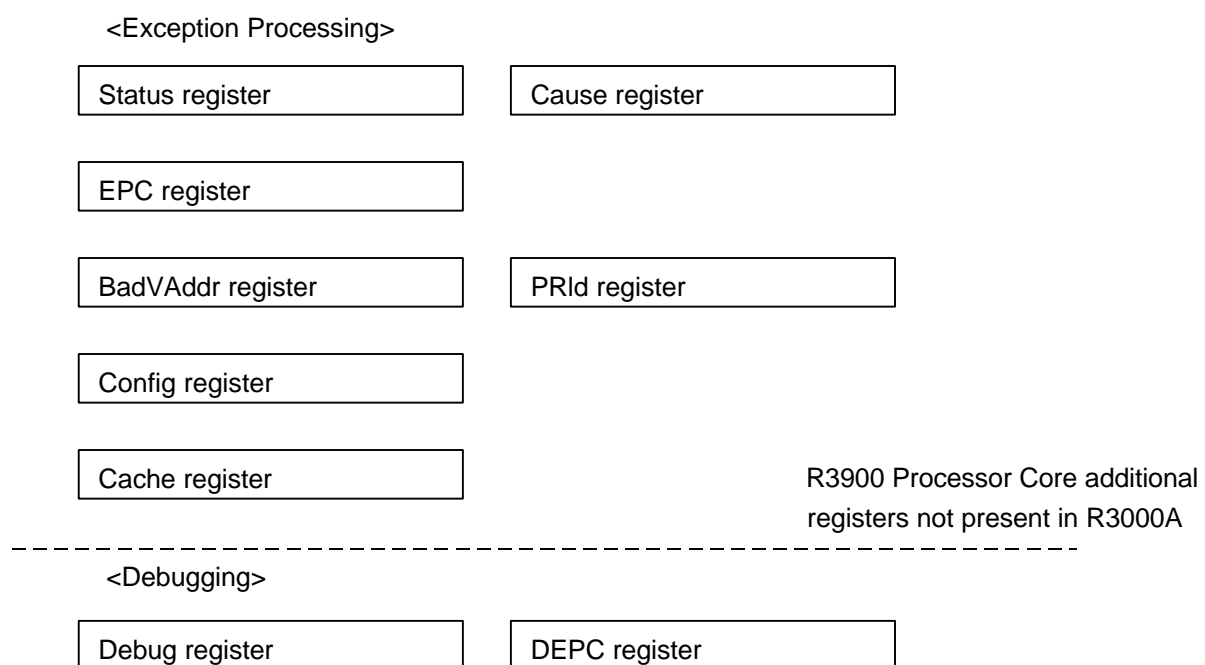 <Exception Processing>
Status register
Cause register
EPC register
BadVAddr register
PRId register
Config register
Cache register
R3900 Processor Core additional
registers not present in R3000A
<Debugging>
Debug register
DEPC register